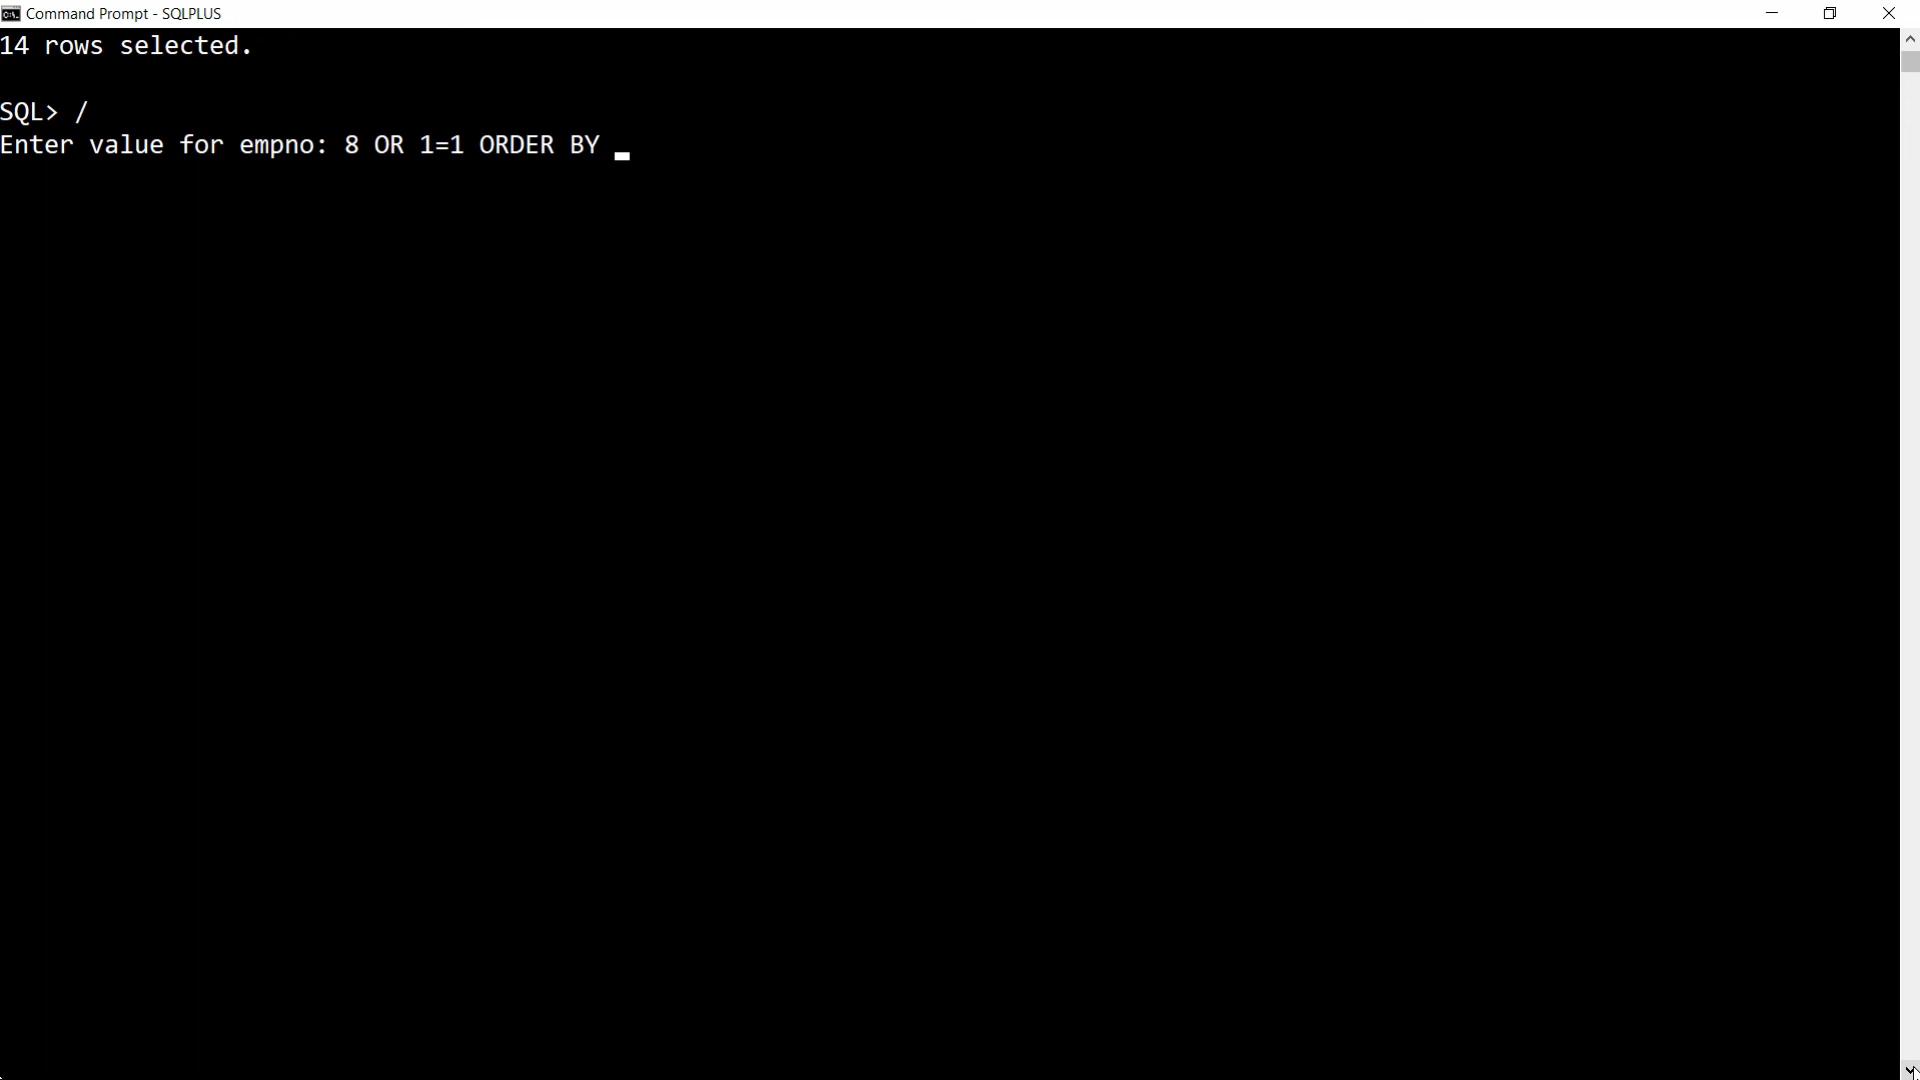 Command Prompt - SQLPLUS
14 rows selected.
SQL> /
Enter value for empno: 8 OR 1=1 ORDER BY